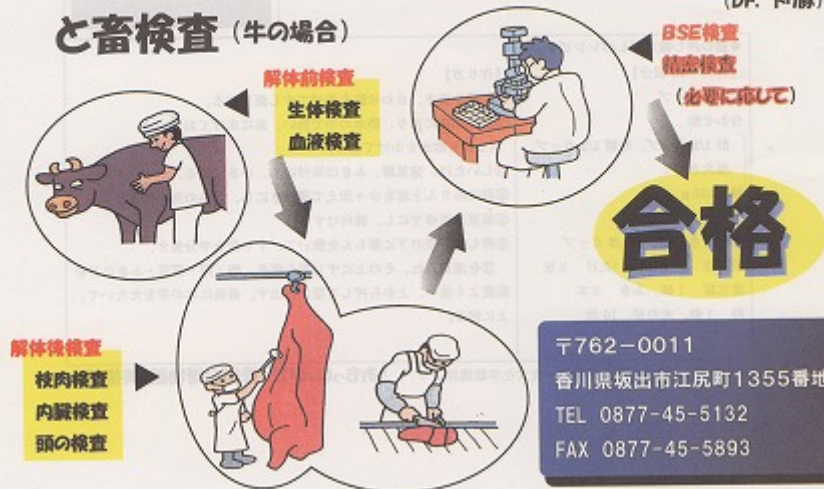 と畜検査(牛の場合)
解体前検査
生体検査
血液検査
BSE検査
精密検査
(必要に応じて)
合格
解体後検査
枝肉検査
内臓検査
頭の検査
〒762-0011
香川県坂出市江尻町1355番地
TEL 0877-45-5132
FAX 0877-45-5893